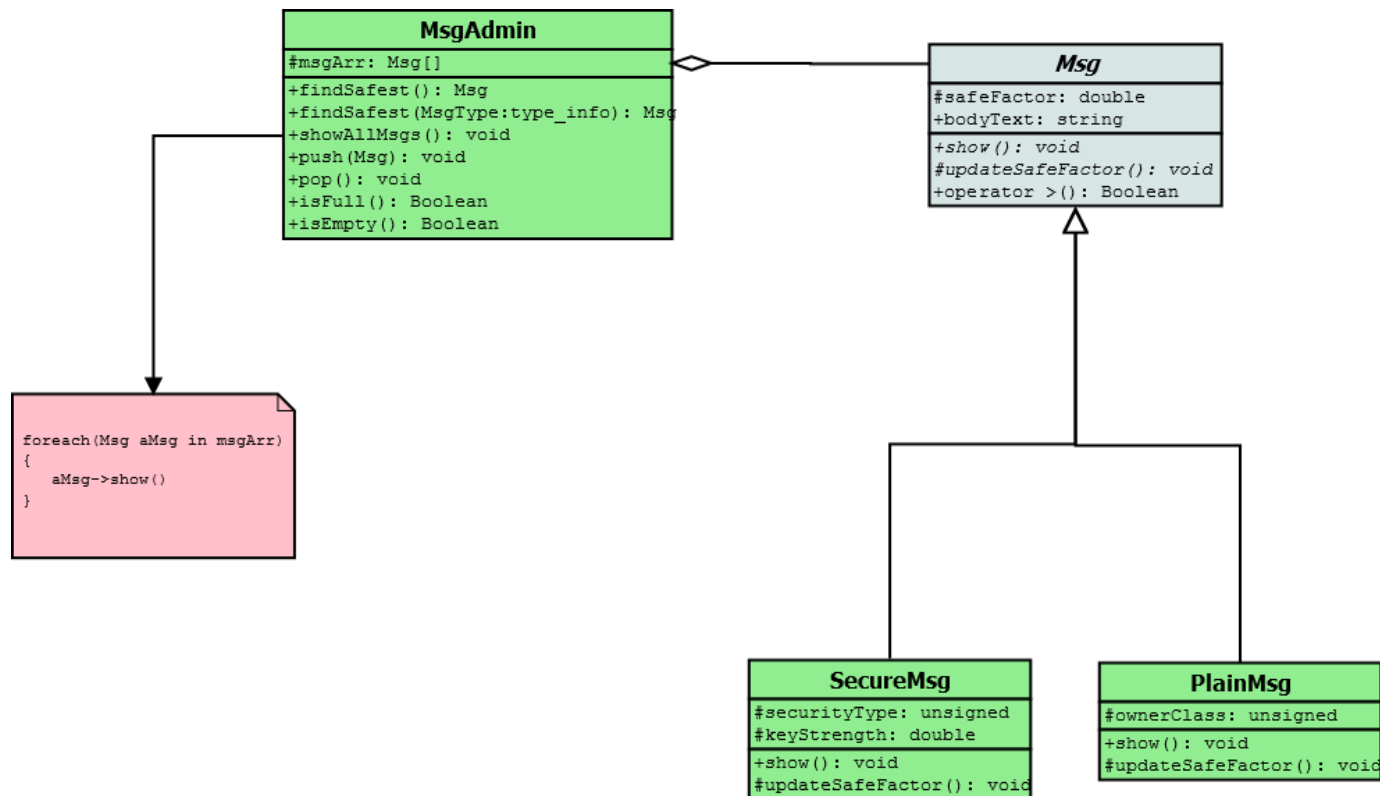 MsgAdmin
#msgArr: Msg[]
+findSafest(): Msg
+findSafest(MsgType:type_info): Msg
+showAllMsgs(): void
+push(Msg): void
+pop(): void
+isFull(): Boolean
+isEmpty(): Boolean
Msg
#safeFactor: double
+bodyText: string
+show(): void
#updateSafeFactor(): void
+operator >(): Boolean
foreach(Msg aMsg in msgArr)
{
aMsg->show()
}
SecureMsg
#securityType: unsigned
#keyStrength: double
+show(): void
#updateSafeFactor(): void
PlainMsg
#ownerClass: unsigned
+show(): void
#updateSafeFactor(): void